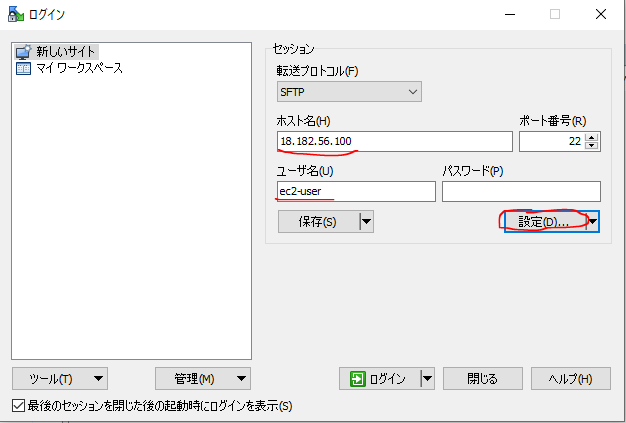 ログイン
新しいサイト
マイ ワークスペース
セッション
転送プロトコル(F)
SFTP
ホスト名(H) ポート番号(R)
18.182.56.100 22
ユーザ名(U) パスワード(P)
ec2-user
保存(S) 設定(D)...
ツール(T) 管理(M) ログイン 閉じる ヘルプ(H)
最後のセッションを閉じた後の起動時にログインを表示(S)